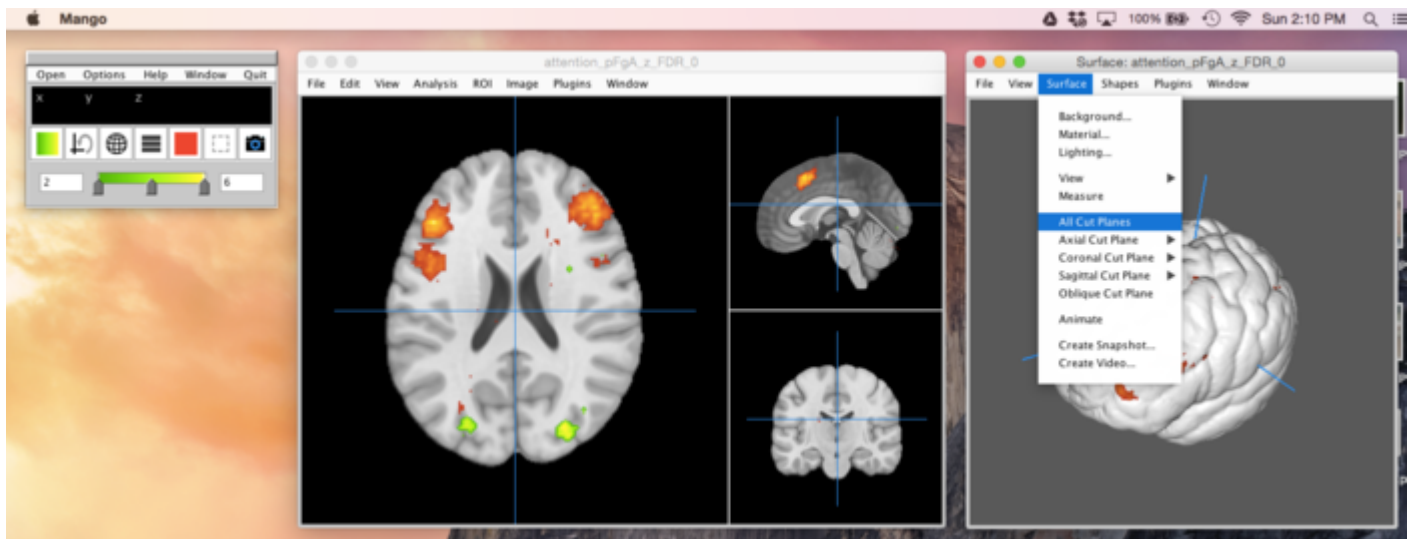 Mango 100% Sun 2:10 PM
Open Options Help Window Quit
x y z
2 6
attention_pFgA_z_FDR_0
File Edit View Analysis ROI Image Plugins Window
Surface: attention_pFgA_z_FDR_0
File View Surface Shapes Plugins Window
Background...
Material...
Lighting...
View
Measure
All Cut Planes
Axial Cut Plane
Coronal Cut Plane
Sagittal Cut Plane
Oblique Cut Plane
Animate
Create Snapshot...
Create Video...